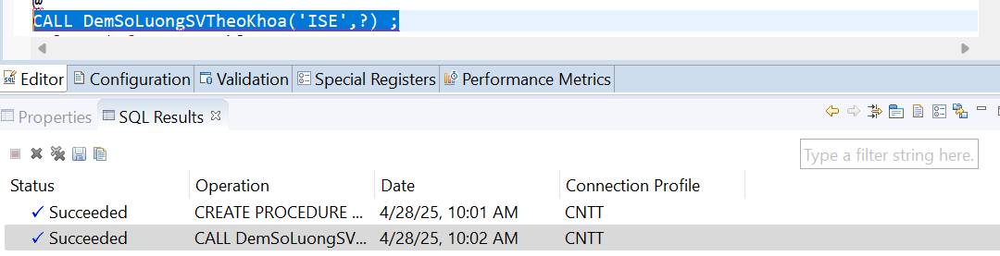 CALL DemSoLuongSVTheoKhoa('ISE',?) ;
Editor Configuration Validation Special Registers Performance Metrics
Properties SQL Results
Type a filter string here.
Status Operation Date Connection Profile
Succeeded CREATE PROCEDURE ... 4/28/25, 10:01 AM CNTT
Succeeded CALL DemSoLuongSV... 4/28/25, 10:02 AM CNTT